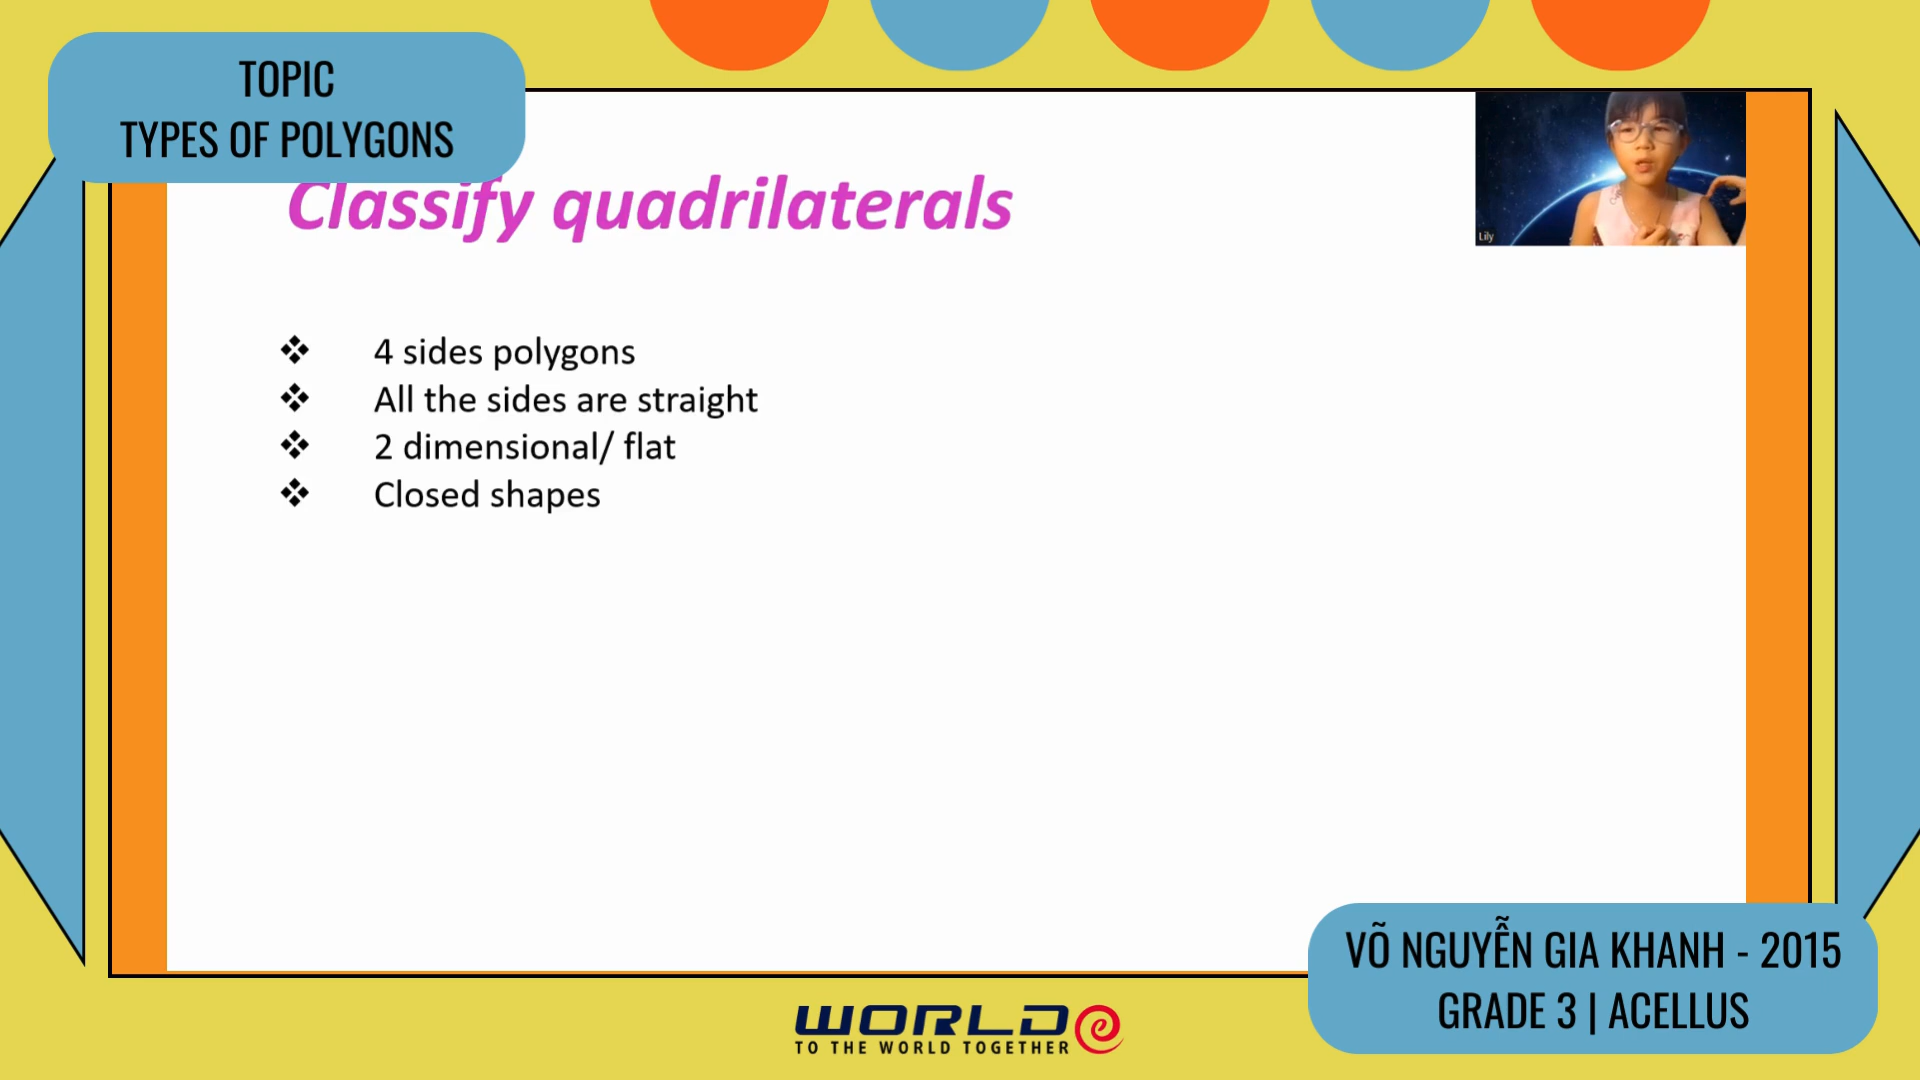 TOPIC
TYPES OF POLYGONS
Classify quadrilaterals
Lily
❖ 4 sides polygons
❖ All the sides are straight
❖ 2 dimensional/ flat
❖ Closed shapes
VÕ NGUYỄN GIA KHANH - 2015
GRADE 3 | ACELLUS
WORLD e
TO THE WORLD TOGETHER